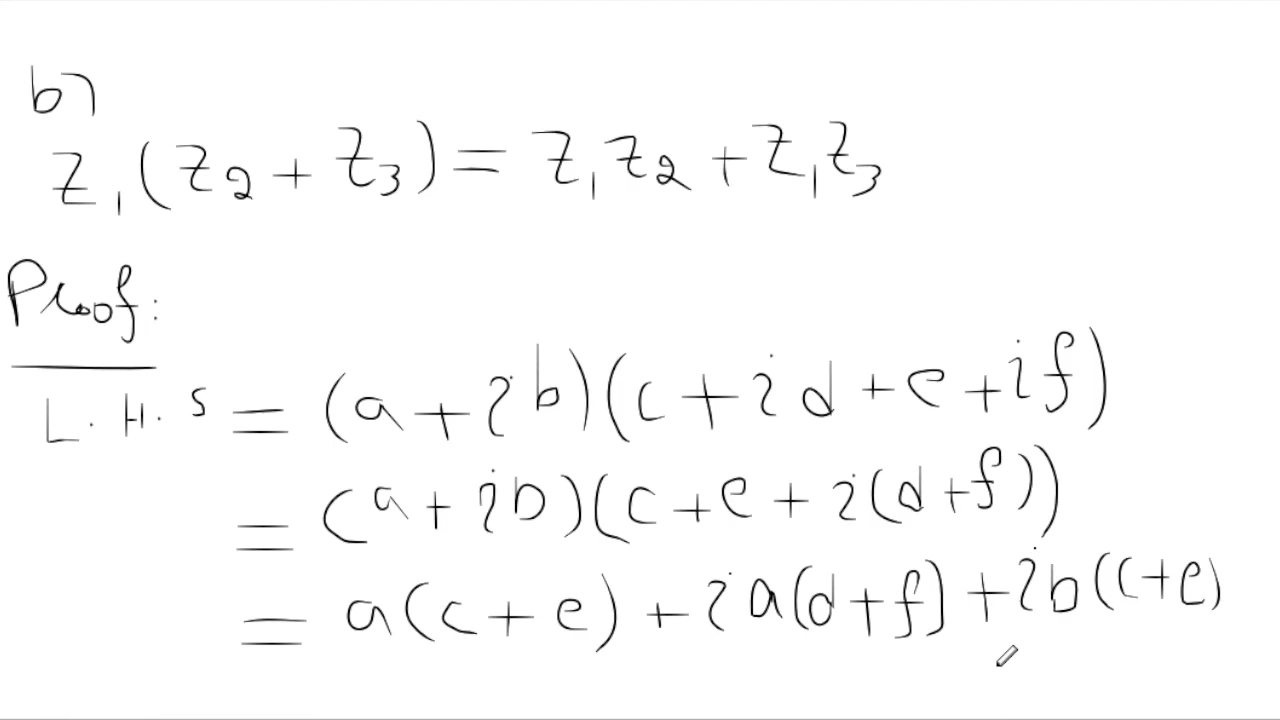 b)
Z₁(Z₂ + Z₃) = Z₁Z₂ + Z₁Z₃
Proof:
L.H.S = (a + ib)(c + id + e + if)
= (a + ib)(c + e + i(d + f))
= a(c + e) + ia(d + f) + ib(c + e)